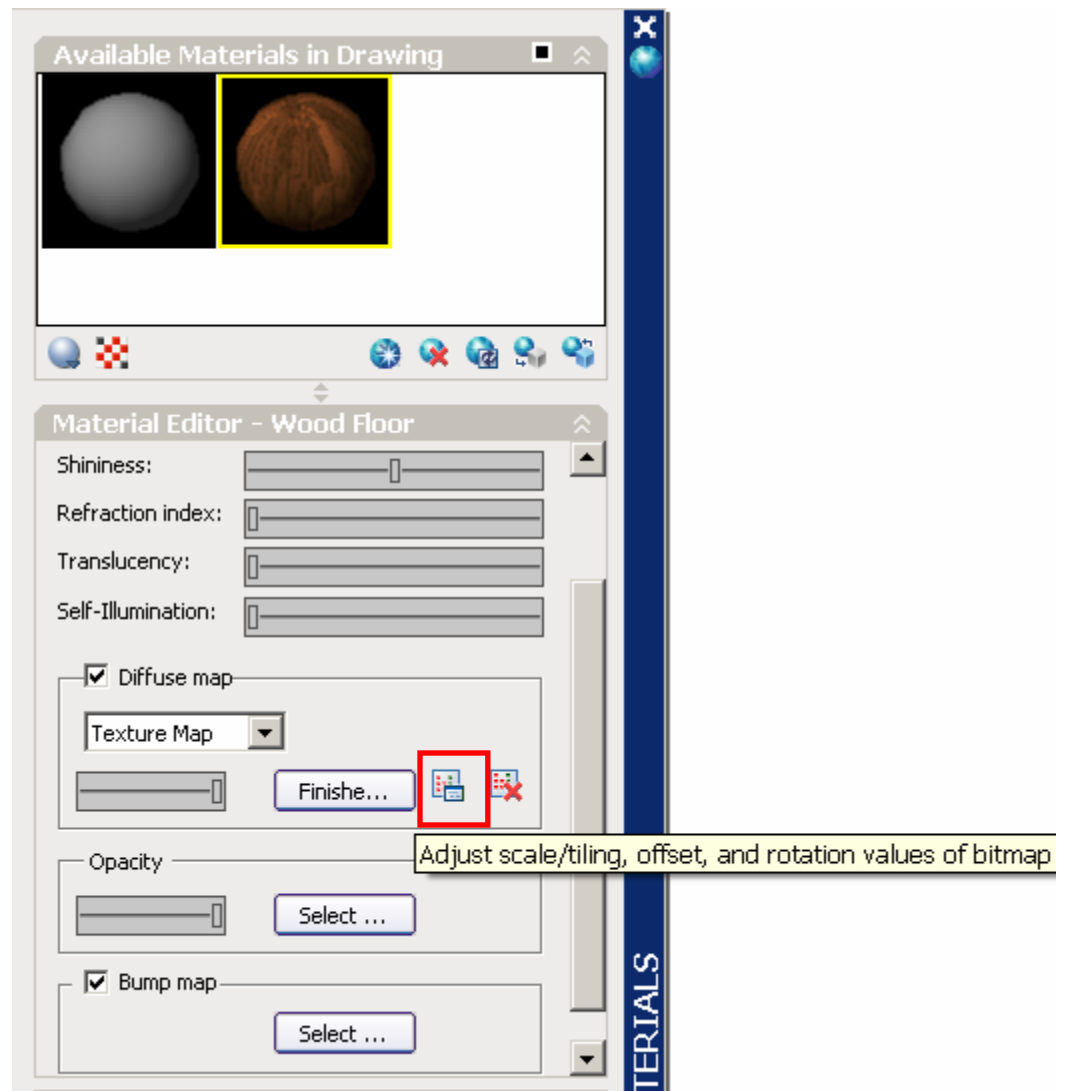 Available Materials in Drawing
Material Editor - Wood Floor
Shininess:
Refraction index:
Translucency:
Self-Illumination:
Diffuse map
Texture Map
Finishe...
Adjust scale/tiling, offset, and rotation values of bitmap
Opacity
Select ...
Bump map
Select ...
TERIALS